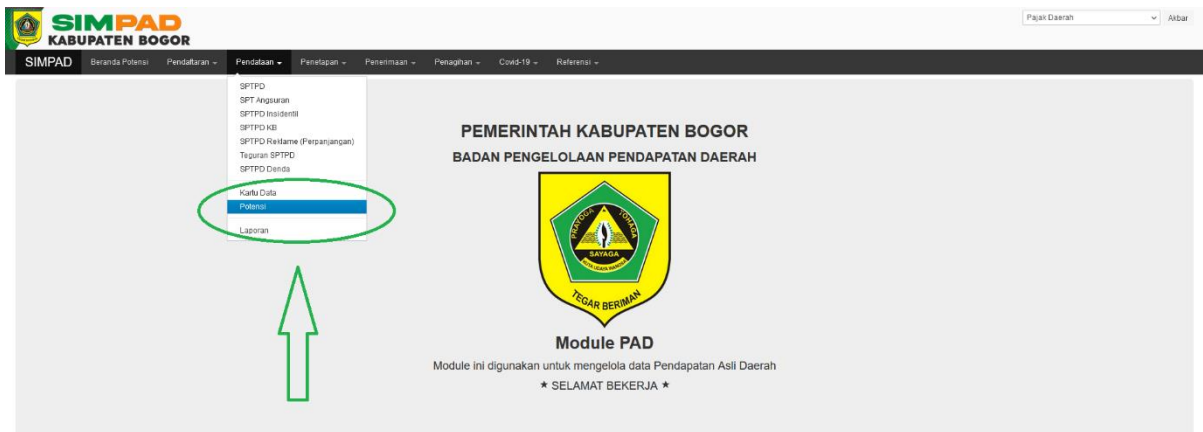 SIMPAD
KABUPATEN BOGOR
Pajak Daerah
Akbar
SIMPAD Beranda Potensi Pendaftaran Pendataan Penetapan Penerimaan Penagihan Covid-19 Referensi
SPTPD
SPT Angsuran
SPTPD Insidentil
SPTPD KB
SPTPD Reklame (Perpanjangan)
Teguran SPTPD
SPTPD Denda
Kartu Data
Potensi
Laporan
PEMERINTAH KABUPATEN BOGOR
BADAN PENGELOLAAN PENDAPATAN DAERAH
PRAYOGA TOHAGA
SAYAGA
TEGAR BERIMAN
Module PAD
Module ini digunakan untuk mengelola data Pendapatan Asli Daerah
★ SELAMAT BEKERJA ★